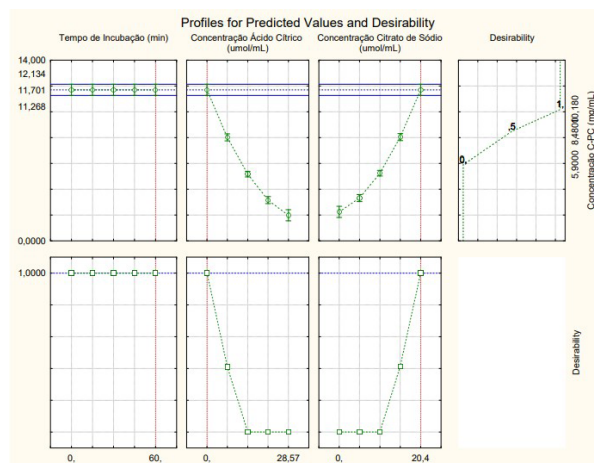 Profiles for Predicted Values and Desirability
Tempo de Incubação (min)
Concentração Ácido Cítrico
(umol/mL)
Concentração Citrato de Sódio
(umol/mL)
Desirability
14,000
12,134
11,701
11,268
0,0000
1,
,5
0,
10,180
8,4800
5,9000
Concentração C-PC (mg/mL)
1,0000
Desirability
0,
60,
0,
28,57
0,
20,4